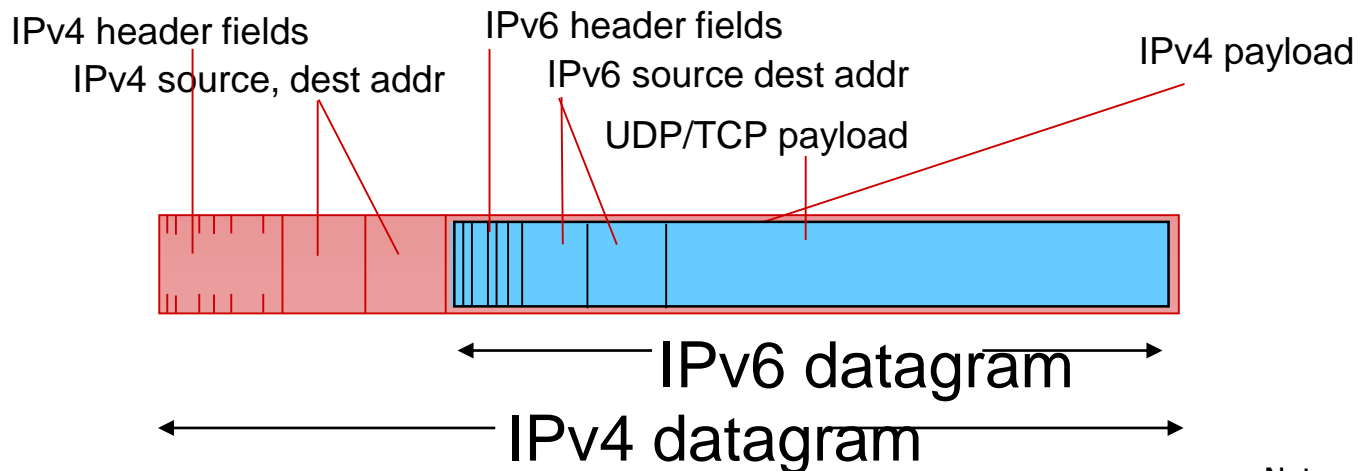 IPv4 header fields
IPv6 header fields
IPv4 payload
IPv4 source, dest addr
IPv6 source dest addr
UDP/TCP payload
IPv6 datagram
IPv4 datagram